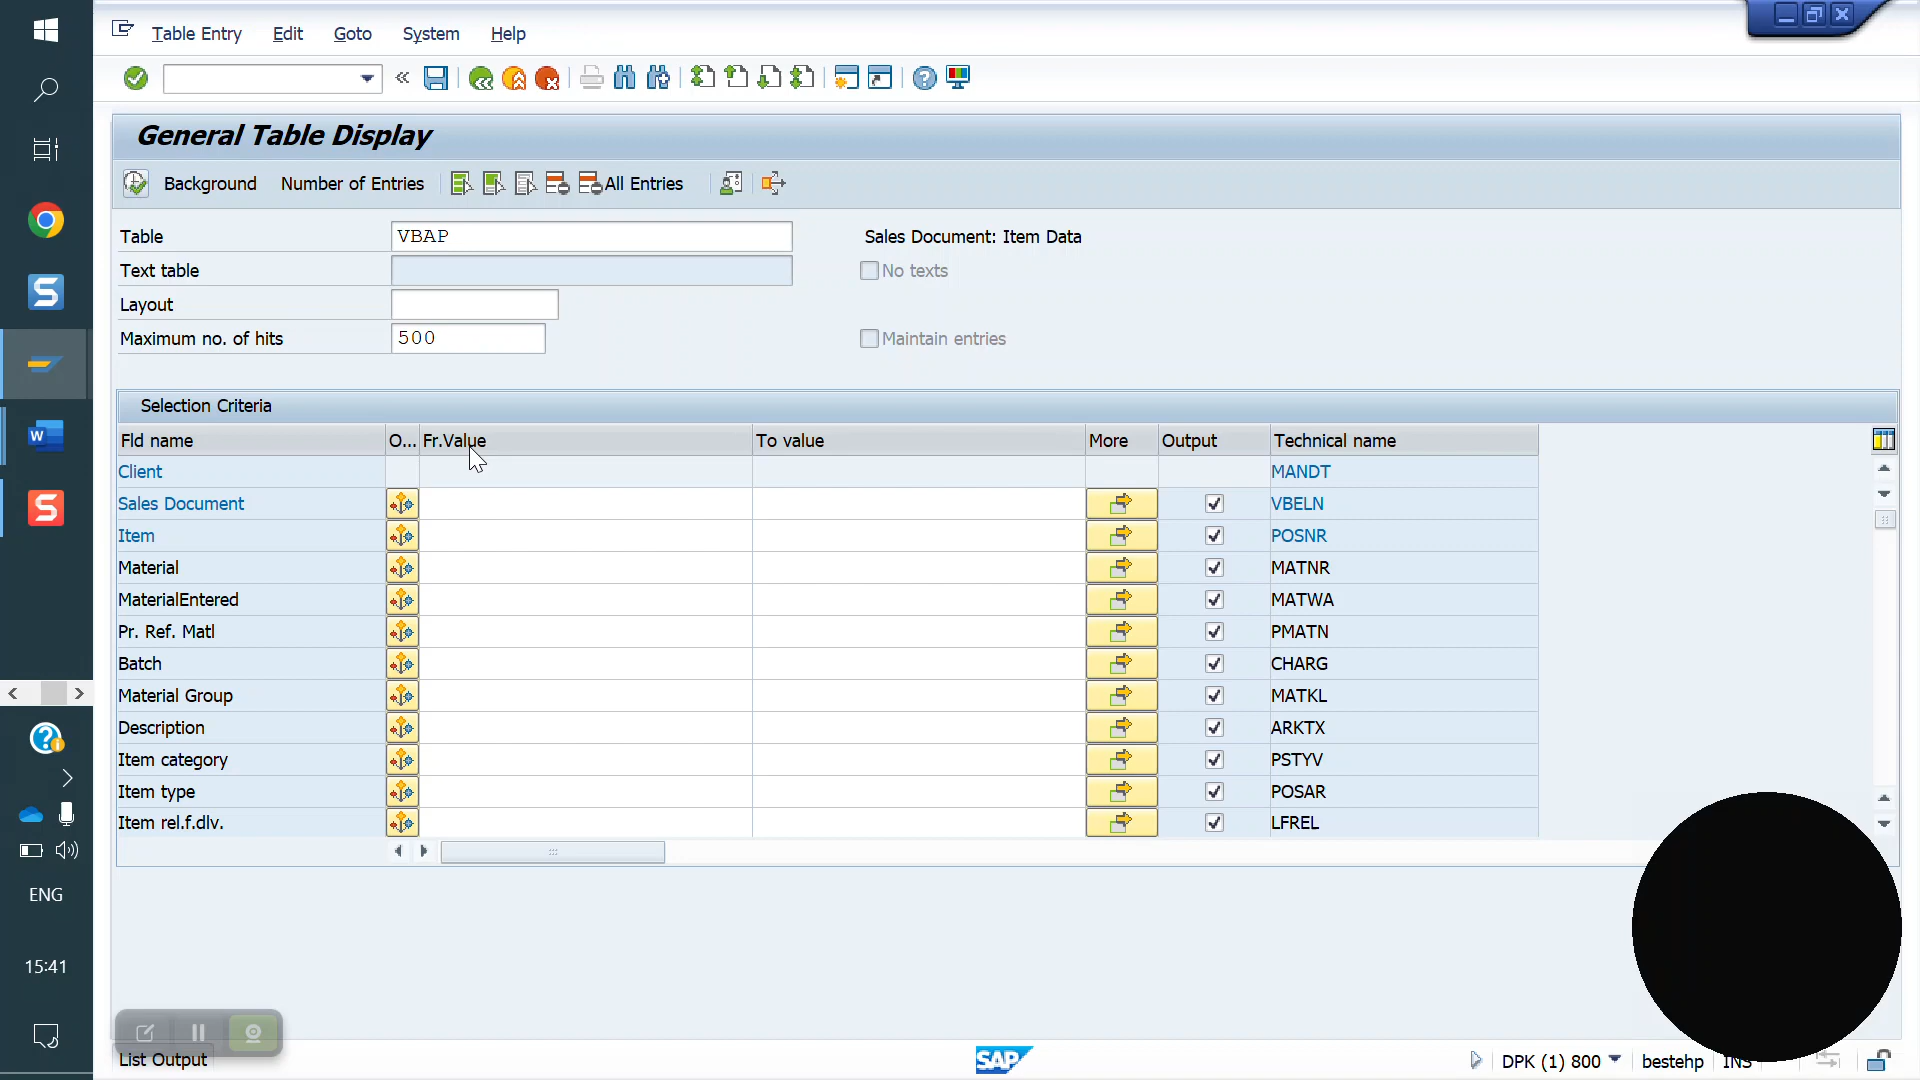 Table Entry Edit Goto System Help
General Table Display
Background Number of Entries All Entries
Table VBAP Sales Document: Item Data
Text table No texts
Layout
Maximum no. of hits 500 Maintain entries
Selection Criteria
Fld name O... Fr.Value To value More Output Technical name
Client MANDT
Sales Document VBELN
Item POSNR
Material MATNR
MaterialEntered MATWA
Pr. Ref. Matl PMATN
Batch CHARG
Material Group MATKL
Description ARKTX
Item category PSTYV
Item type POSAR
Item rel.f.dlv. LFREL
ENG
15:41
List Output SAP DPK (1) 800 bestehp INS